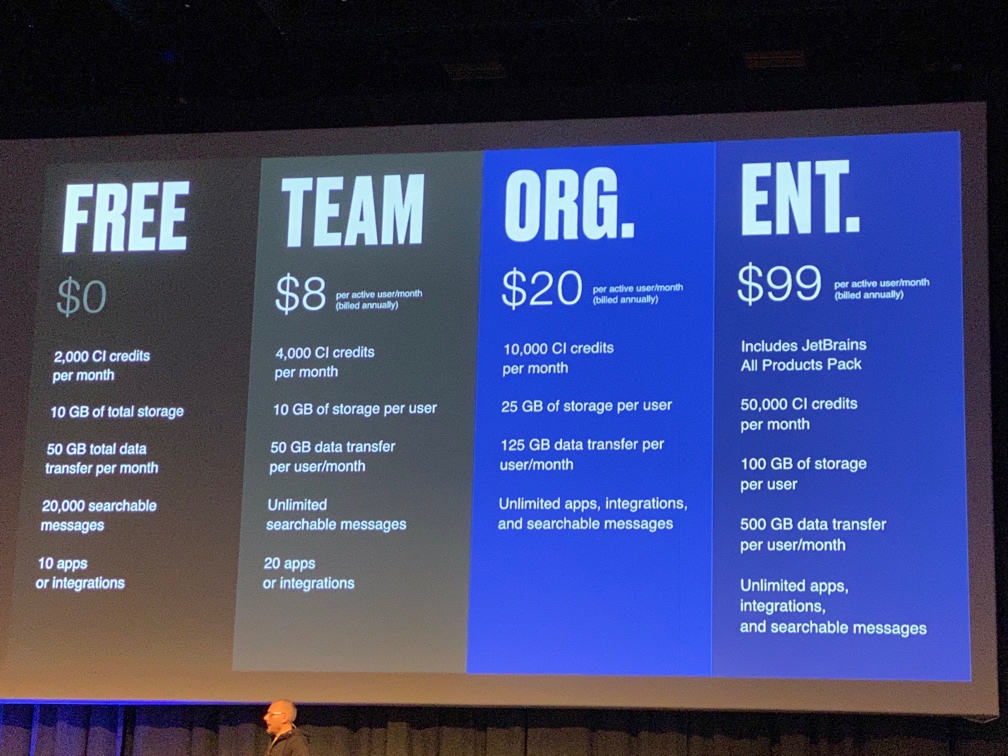 FREE
$0
2,000 CI credits
per month
10 GB of total storage
50 GB total data
transfer per month
20,000 searchable
messages
10 apps
or integrations
TEAM
$8 per active user/month
(billed annually)
4,000 CI credits
per month
10 GB of storage per user
50 GB data transfer
per user/month
Unlimited
searchable messages
20 apps
or integrations
ORG.
$20 per active user/month
(billed annually)
10,000 CI credits
per month
25 GB of storage per user
125 GB data transfer per
user/month
Unlimited apps, integrations,
and searchable messages
ENT.
$99 per active user/month
(billed annually)
Includes JetBrains
All Products Pack
50,000 CI credits
per month
100 GB of storage
per user
500 GB data transfer
per user/month
Unlimited apps,
integrations,
and searchable messages